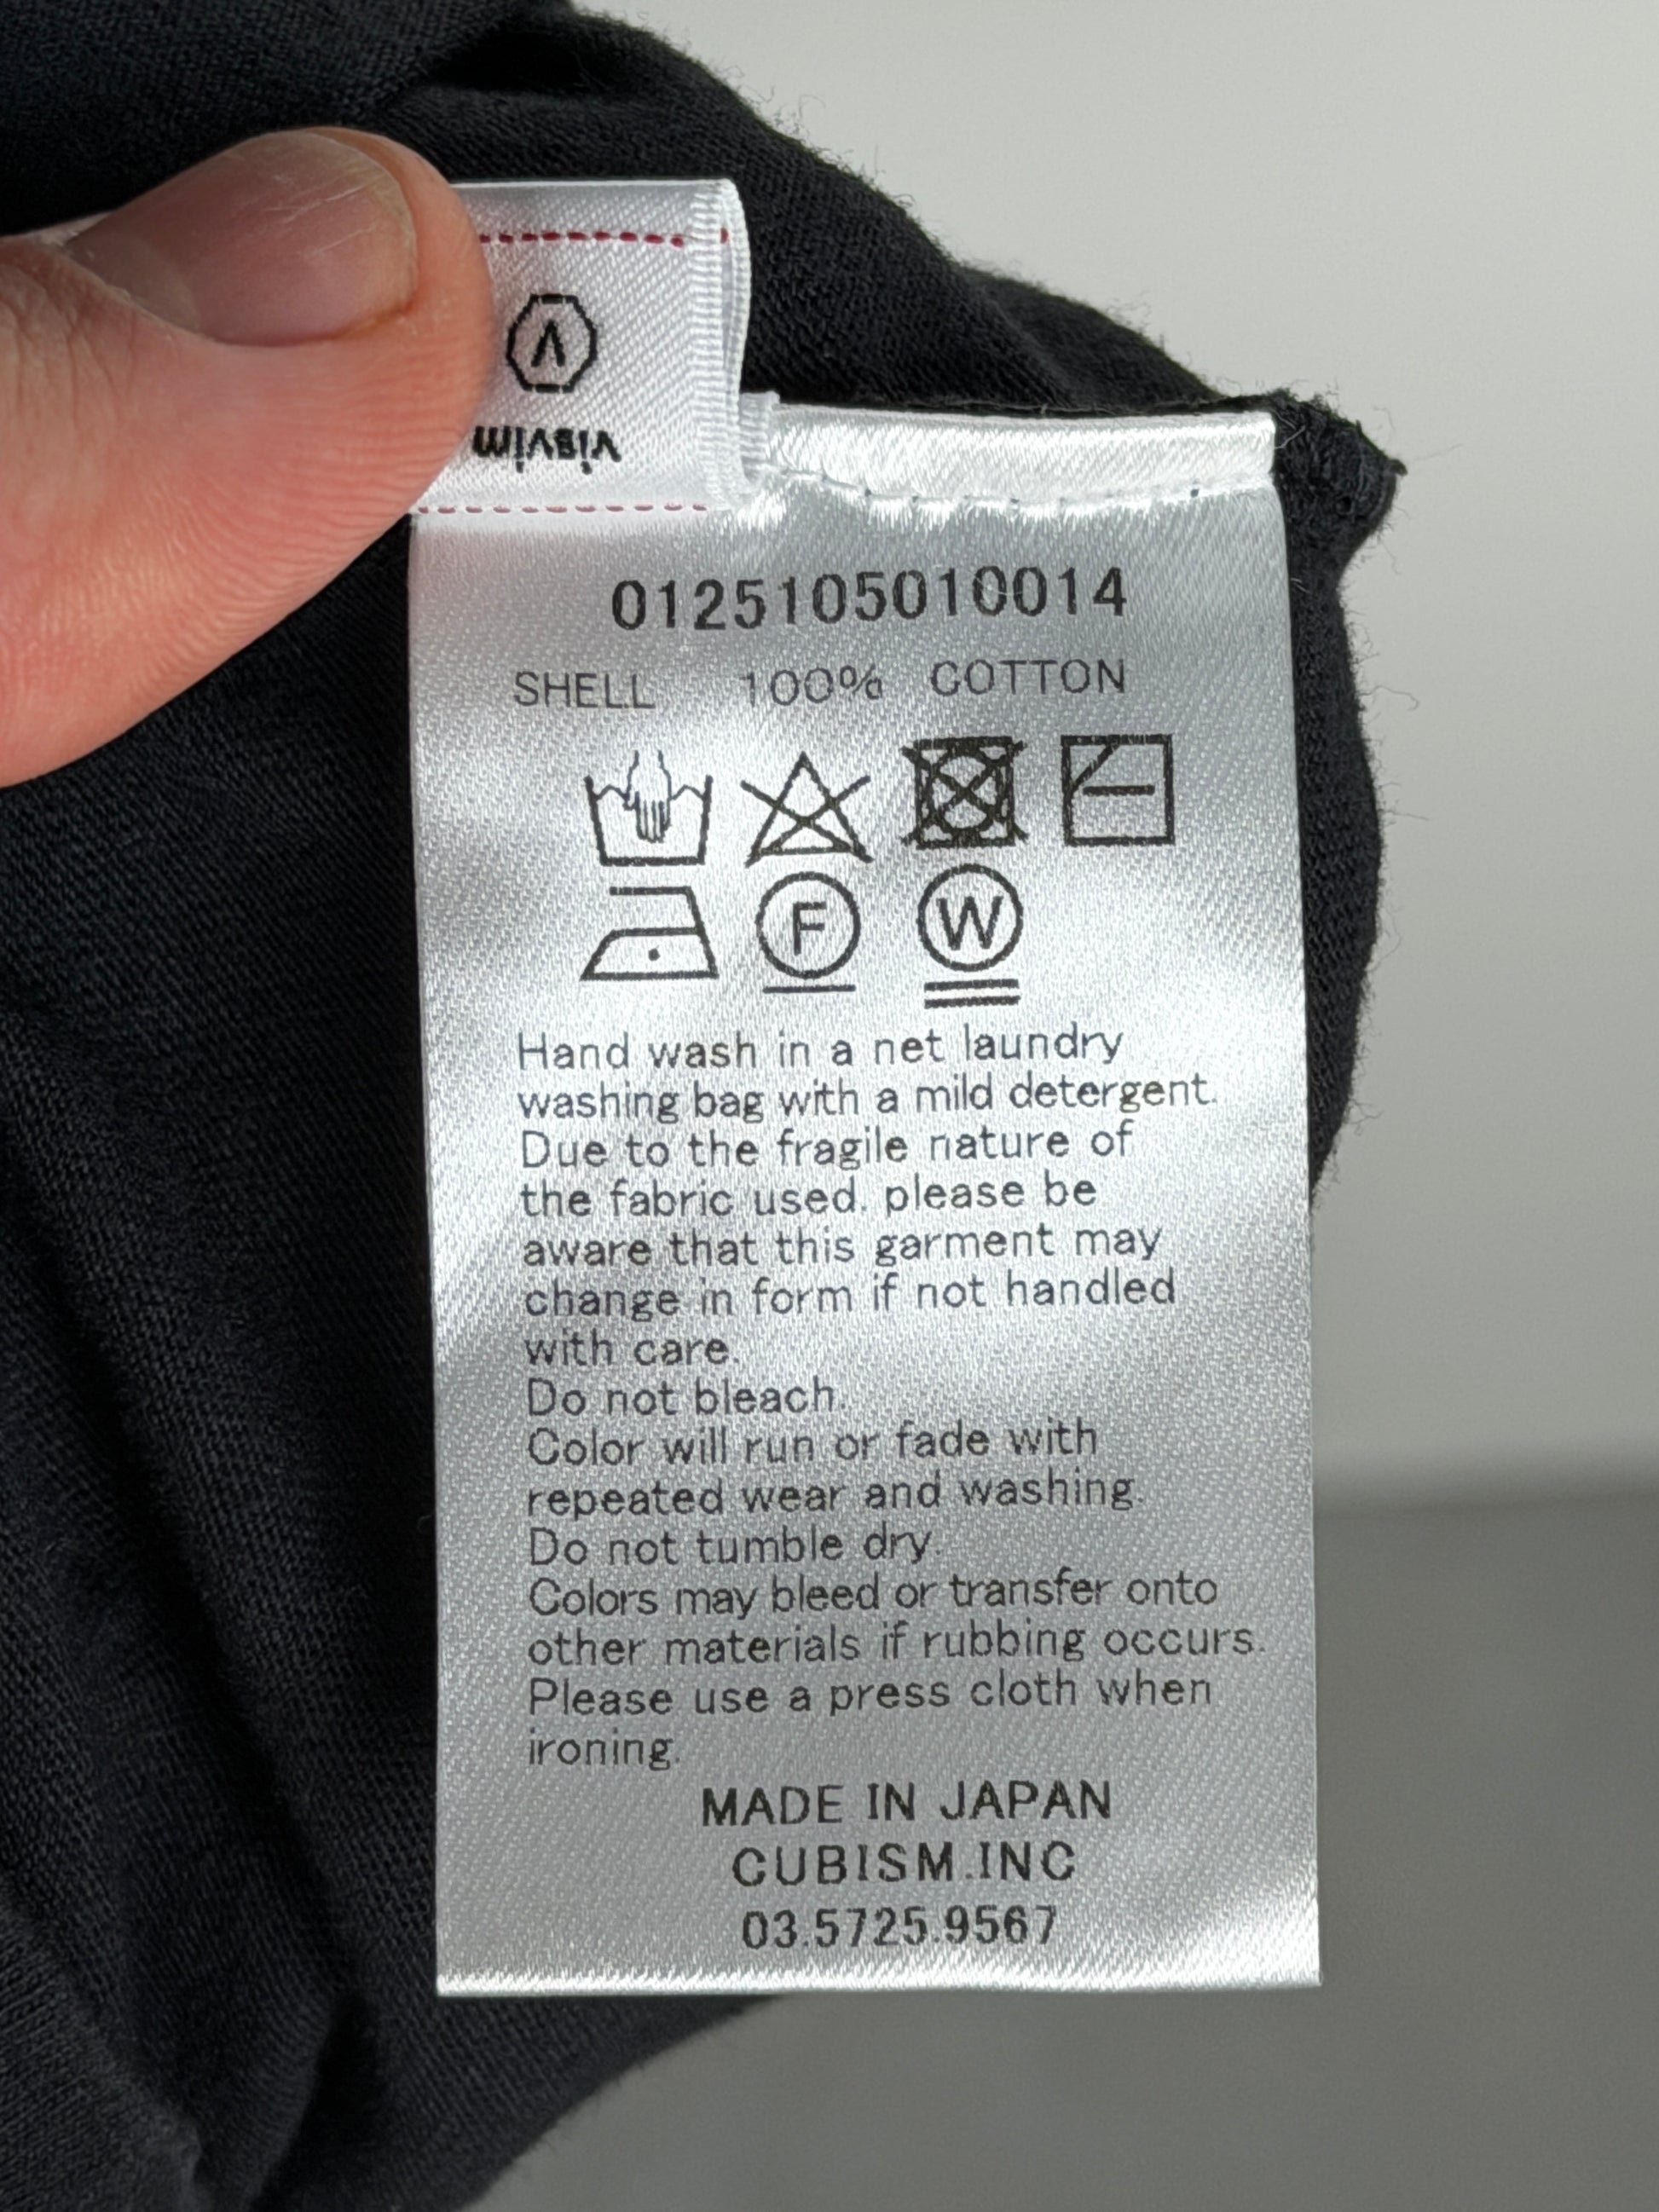 V
visvim
0125105010014
SHELL 100% COTTON
F W
Hand wash in a net laundry
washing bag with a mild detergent.
Due to the fragile nature of
the fabric used, please be
aware that this garment may
change in form if not handled
with care.
Do not bleach.
Color will run or fade with
repeated wear and washing.
Do not tumble dry.
Colors may bleed or transfer onto
other materials if rubbing occurs.
Please use a press cloth when
ironing.
MADE IN JAPAN
CUBISM.INC
03.5725.9567